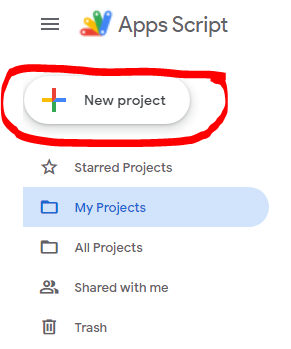 Apps Script
New project
Starred Projects
My Projects
All Projects
Shared with me
Trash